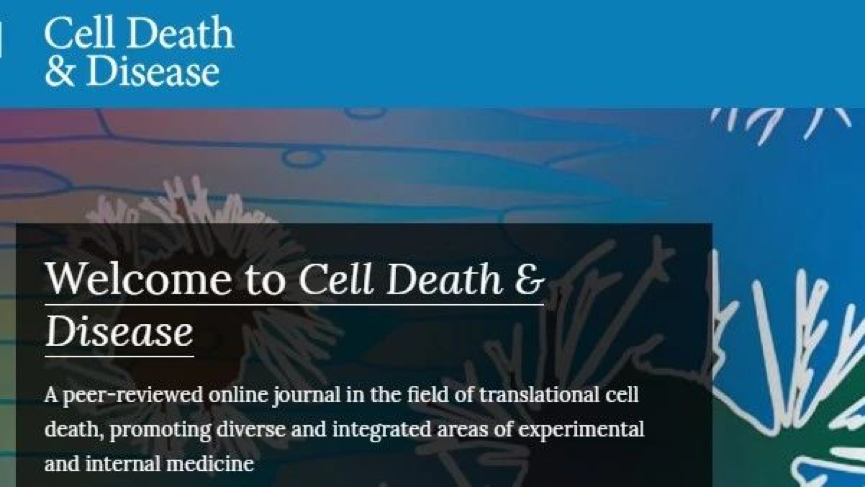 Cell Death
& Disease
Welcome to Cell Death &
Disease
A peer-reviewed online journal in the field of translational cell
death, promoting diverse and integrated areas of experimental
and internal medicine